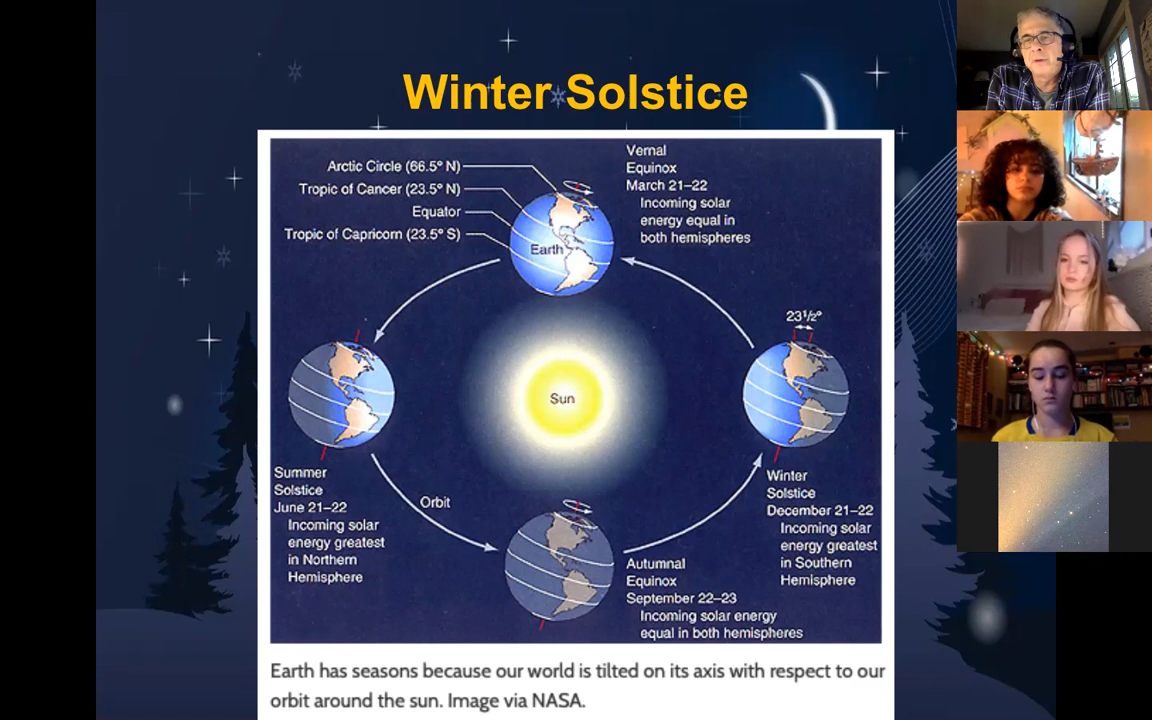 Winter Solstice
Arctic Circle (66.5° N)
Tropic of Cancer (23.5° N)
Equator
Tropic of Capricorn (23.5° S)
Earth
Vernal
Equinox
March 21–22
Incoming solar
energy equal in
both hemispheres
23½°
Sun
Summer
Solstice
June 21–22
Incoming solar
energy greatest
in Northern
Hemisphere
Orbit
Winter
Solstice
December 21–22
Incoming solar
energy greatest
in Southern
Hemisphere
Autumnal
Equinox
September 22–23
Incoming solar energy
equal in both hemispheres
Earth has seasons because our world is tilted on its axis with respect to our
orbit around the sun. Image via NASA.